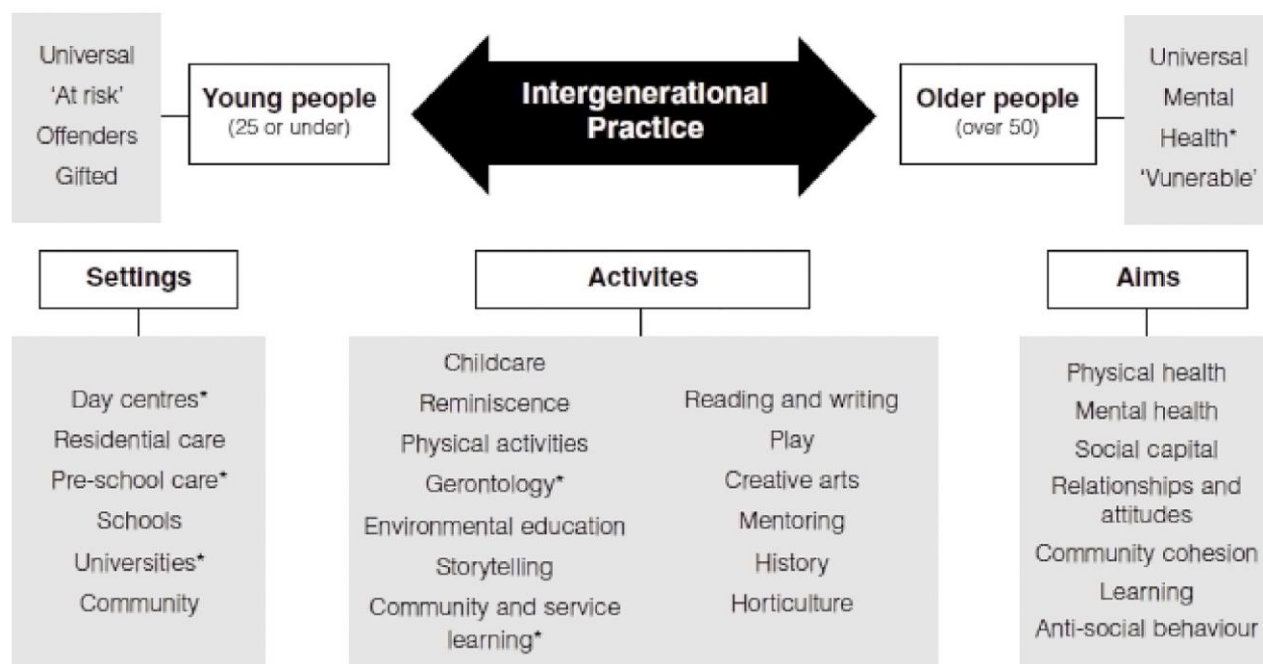 Universal
'At risk'
Offenders
Gifted
Young people
(25 or under)
Intergenerational
Practice
Older people
(over 50)
Universal
Mental
Health*
'Vunerable'
Settings
Day centres*
Residential care
Pre-school care*
Schools
Universities*
Community
Activites
Childcare
Reminiscence
Physical activities
Gerontology*
Environmental education
Storytelling
Community and service
learning*
Reading and writing
Play
Creative arts
Mentoring
History
Horticulture
Aims
Physical health
Mental health
Social capital
Relationships and
attitudes
Community cohesion
Learning
Anti-social behaviour